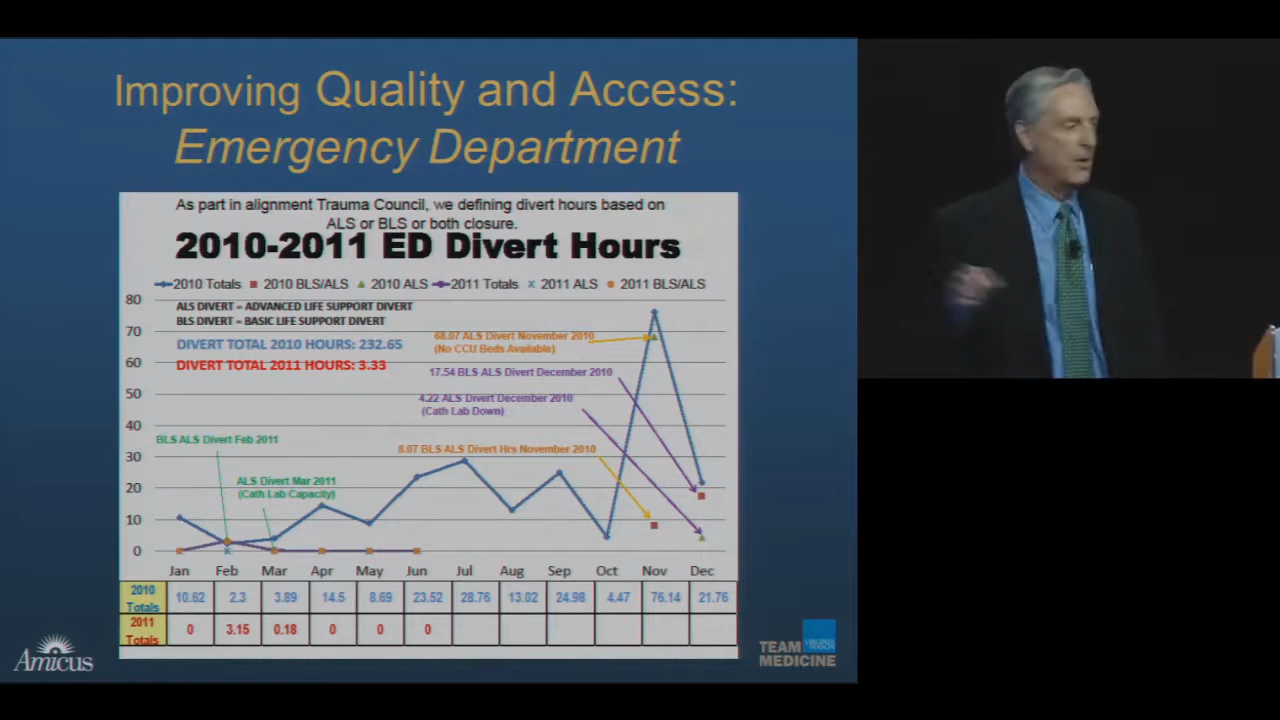 Improving Quality and Access:
Emergency Department
As part in alignment Trauma Council, we defining divert hours based on
ALS or BLS or both closure.
2010-2011 ED Divert Hours
2010 Totals 2010 BLS/ALS 2010 ALS 2011 Totals 2011 ALS 2011 BLS/ALS
80
70
60
50
40
30
20
10
0
ALS DIVERT = ADVANCED LIFE SUPPORT DIVERT
BLS DIVERT = BASIC LIFE SUPPORT DIVERT
DIVERT TOTAL 2010 HOURS: 232.65
DIVERT TOTAL 2011 HOURS: 3.33
68.07 ALS Divert November 2010
(No CCU Beds Available)
17.54 BLS ALS Divert December 2010
4.22 ALS Divert December 2010
(Cath Lab Down)
BLS ALS Divert Feb 2011
8.07 BLS ALS Divert Hrs November 2010
ALS Divert Mar 2011
(Cath Lab Capacity)
Jan Feb Mar Apr May Jun Jul Aug Sep Oct Nov Dec
2010
Totals
10.62 2.3 3.89 14.5 8.69 23.52 28.76 13.02 24.98 4.47 76.14 21.76
2011
Totals
0 3.15 0.18 0 0 0
Amicus
VIRGINIA
MASON
TEAM
MEDICINE